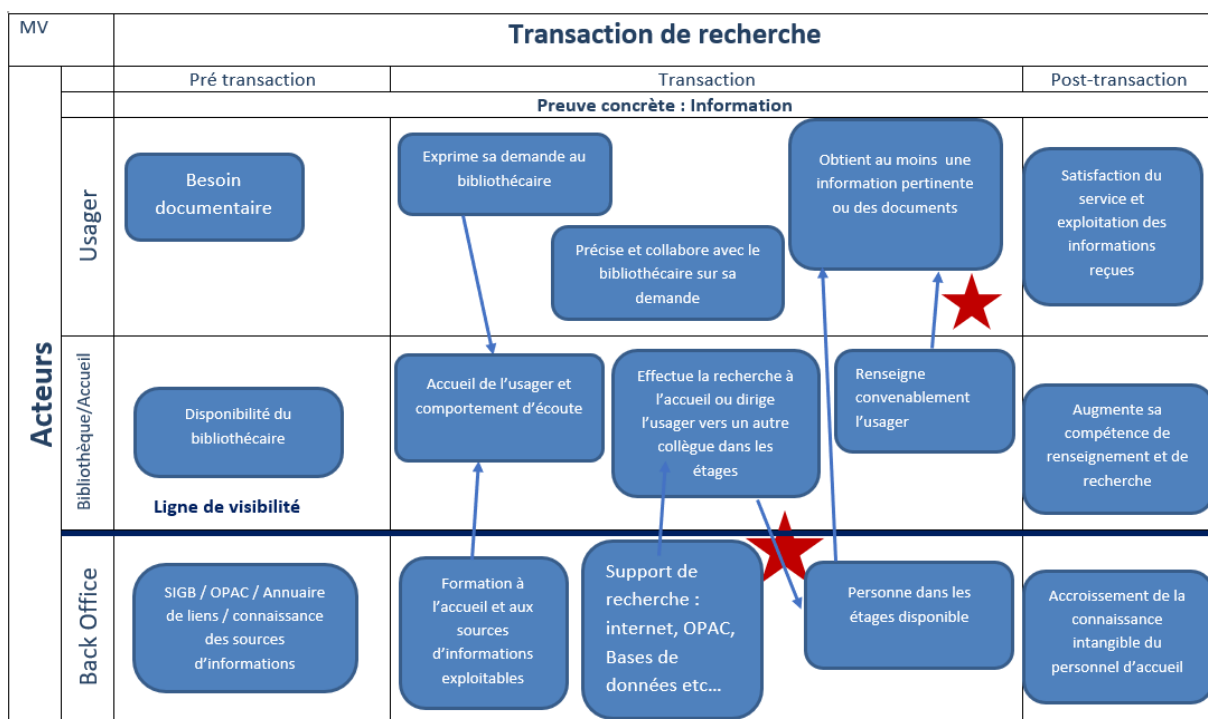 MV
Transaction de recherche
Pré transaction
Transaction
Post-transaction
Preuve concrète : Information
Acteurs
Usager
Besoin
documentaire
Exprime sa demande au
bibliothécaire
Précise et collabore avec le
bibliothécaire sur sa
demande
Obtient au moins  une
information pertinente
ou des documents
Satisfaction du
service et
exploitation des
informations
reçues
Bibliothèque/Accueil
Disponibilité du
bibliothécaire
Ligne de visibilité
Accueil de l’usager et
comportement d’écoute
Effectue la recherche à
l’accueil ou dirige
l’usager vers un autre
collègue dans les
étages
Renseigne
convenablement
l’usager
Augmente sa
compétence de
renseignement et de
recherche
Back Office
SIGB / OPAC / Annuaire
de liens / connaissance
des sources
d’informations
Formation à
l’accueil et aux
sources
d’informations
exploitables
Support de
recherche :
internet, OPAC,
Bases de
données etc…
Personne dans les
étages disponible
Accroissement de la
connaissance
intangible du
personnel d’accueil